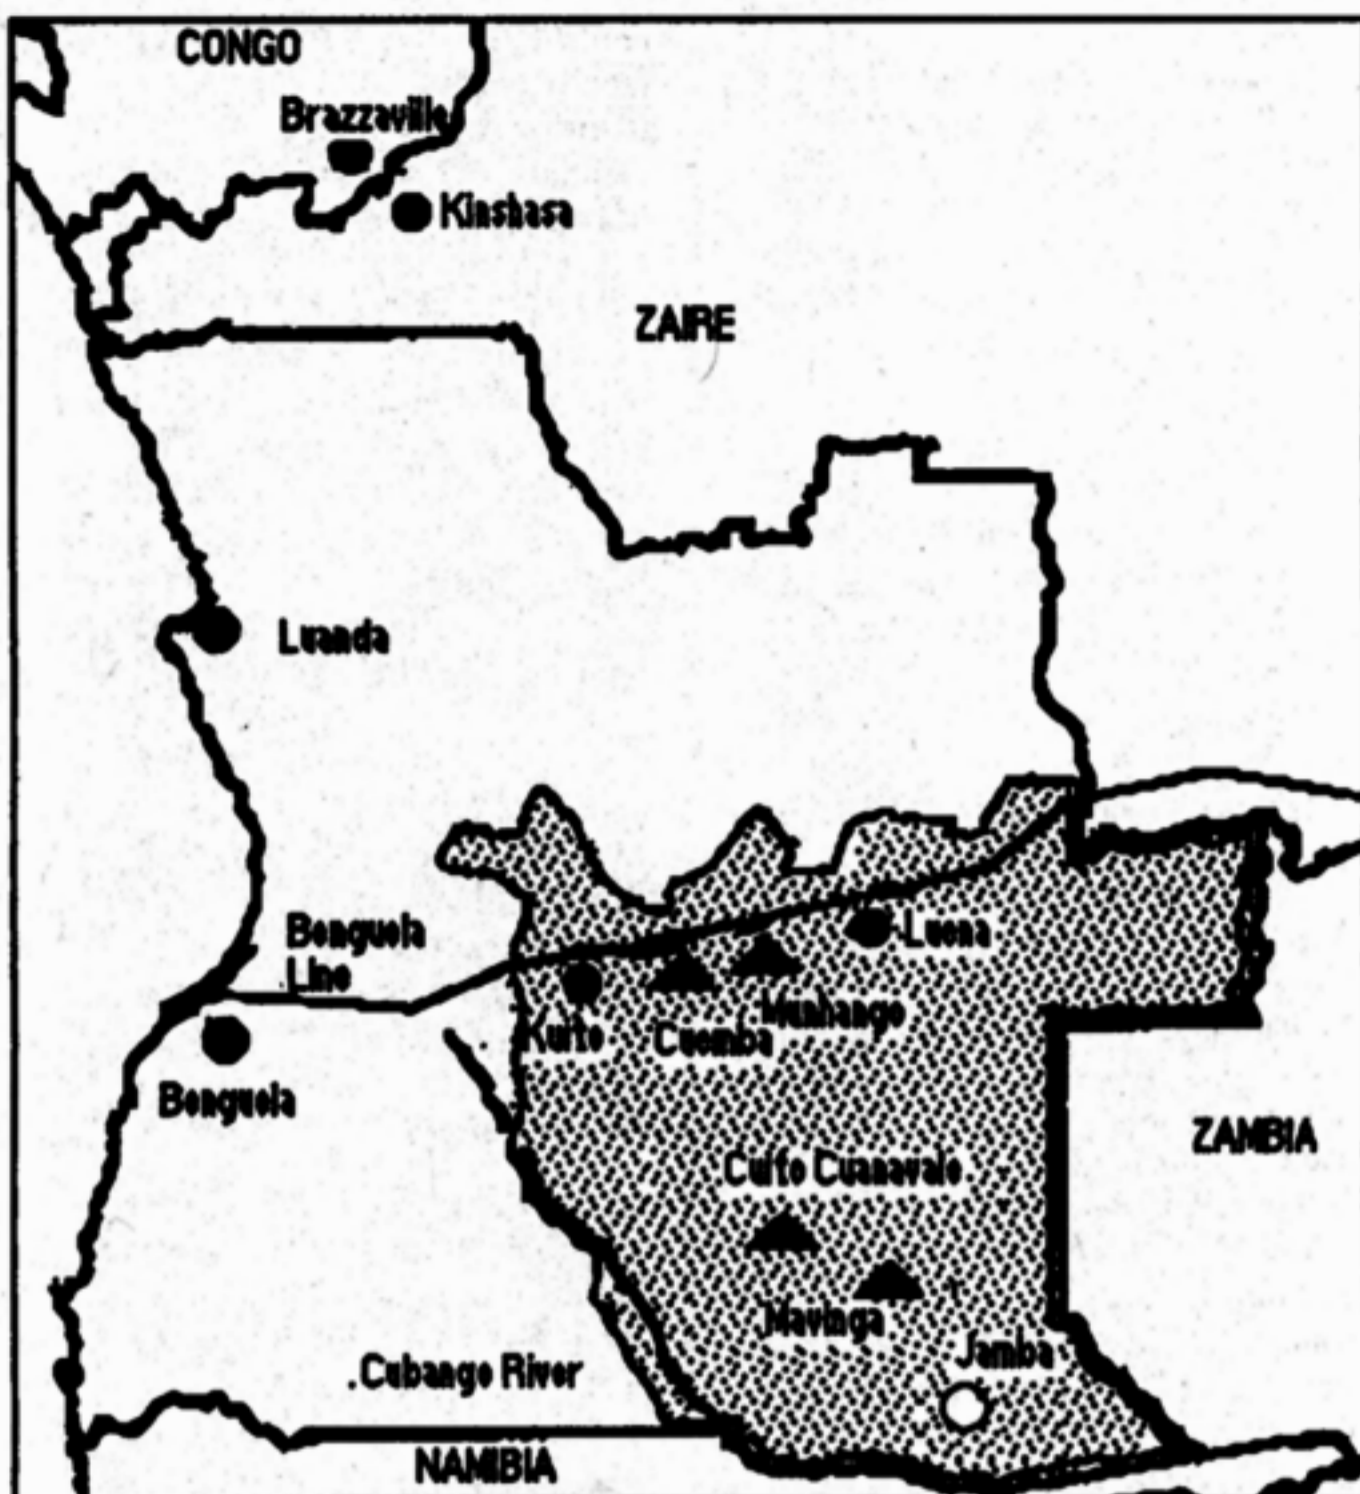 CONGO
Brazzaville
Kinshasa
ZAIRE
Luanda
Benguela
Line
Luena
Munhango
Kuito
Cuemba
Benguela
ZAMBIA
Cuito Cuanavale
Mavinga
Jamba
.Cubango River
NAMIBIA